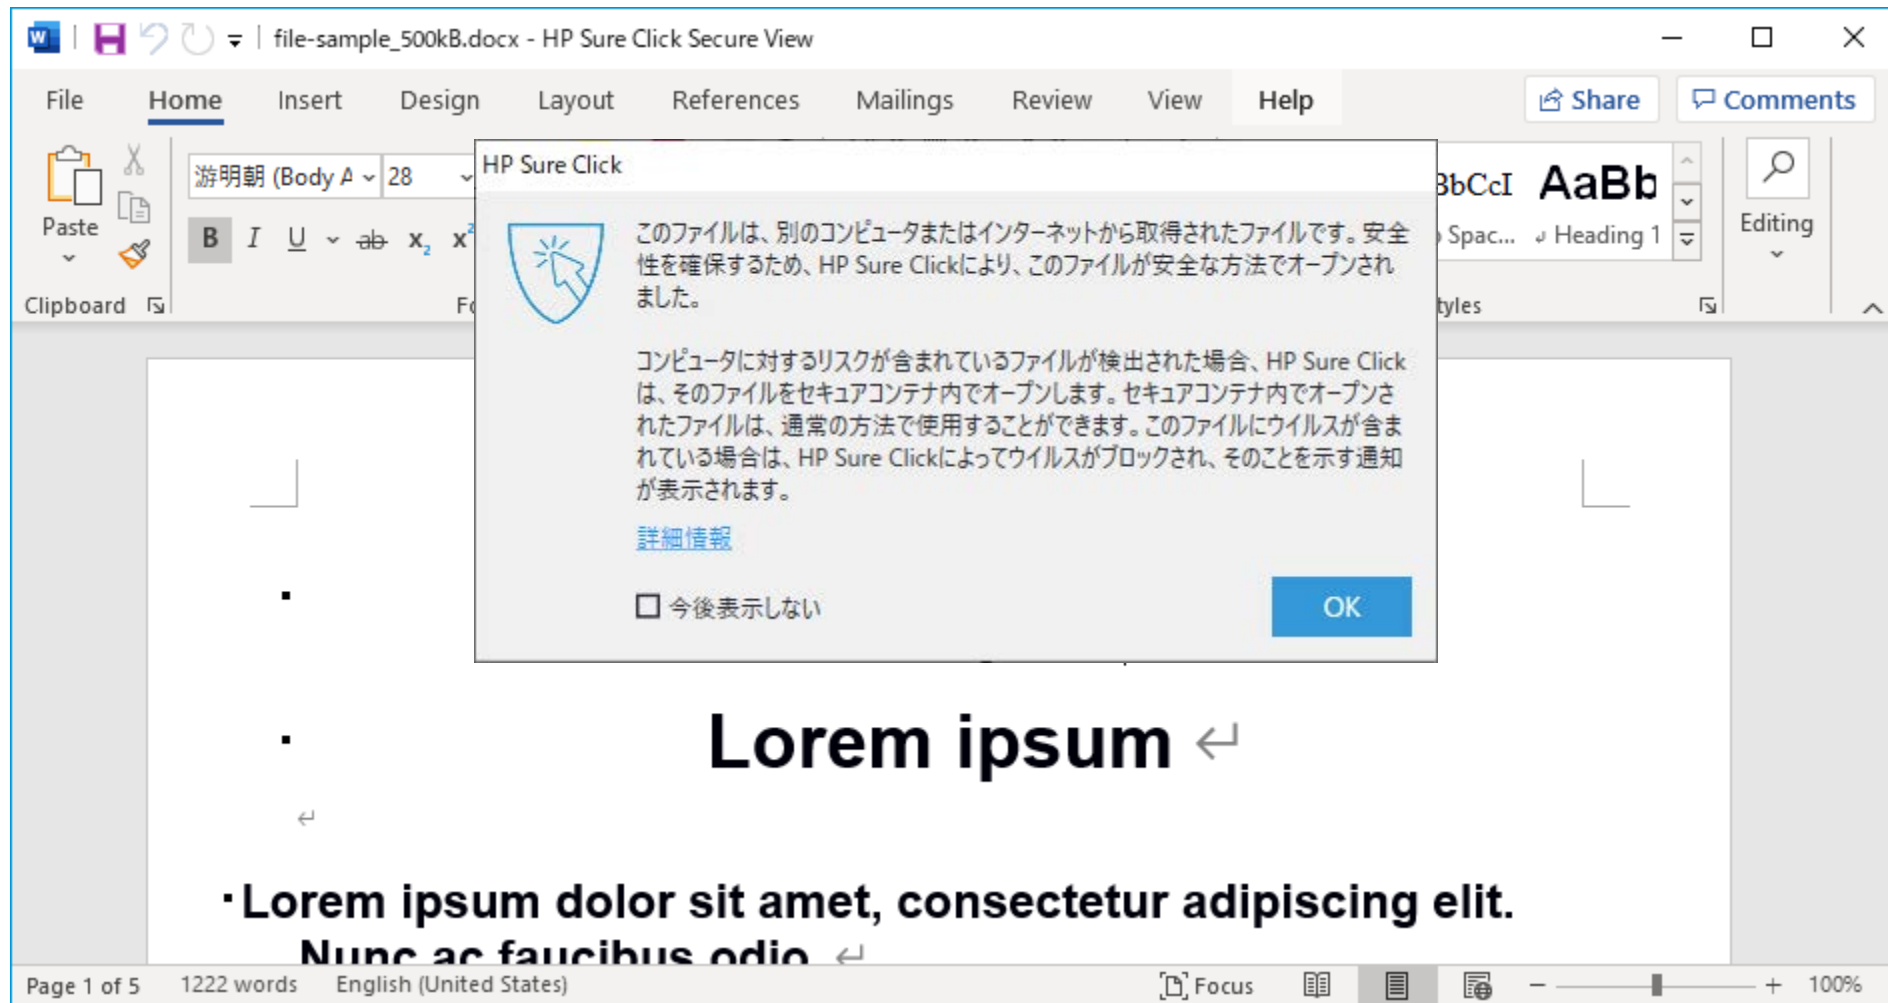 file-sample_500kB.docx - HP Sure Click Secure View
File Home Insert Design Layout References Mailings Review View Help Share Comments
Paste
Clipboard
游明朝 (Body A 28
B I U ab x₂ x²
BbCcI AaBb
Spac... Heading 1
Editing
HP Sure Click
このファイルは、別のコンピュータまたはインターネットから取得されたファイルです。安全
性を確保するため、HP Sure Clickにより、このファイルが安全な方法でオープンされ
ました。
コンピュータに対するリスクが含まれているファイルが検出された場合、HP Sure Click
は、そのファイルをセキュアコンテナ内でオープンします。セキュアコンテナ内でオープンさ
れたファイルは、通常の方法で使用することができます。このファイルにウイルスが含ま
れている場合は、HP Sure Clickによってウイルスがブロックされ、そのことを示す通知
が表示されます。
詳細情報
今後表示しない
OK
Lorem ipsum
Lorem ipsum dolor sit amet, consectetur adipiscing elit.
Nunc ac faucibus odio.
Page 1 of 5 1222 words English (United States) Focus 100%